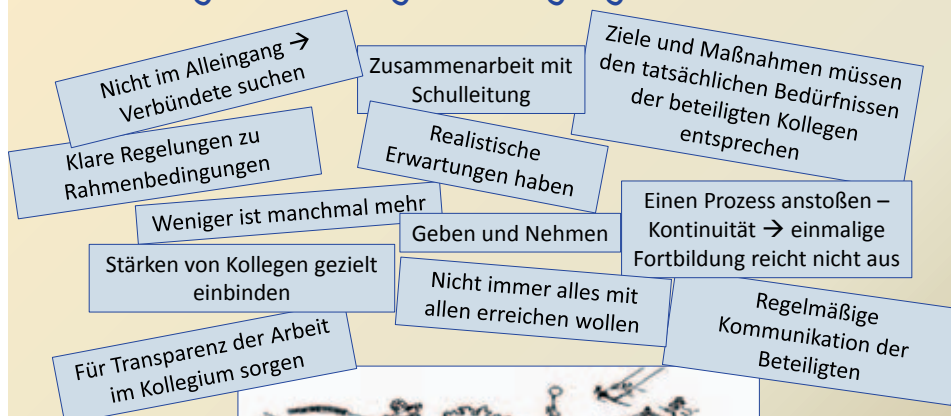 Nicht im Alleingang →
Verbündete suchen
Zusammenarbeit mit
Schulleitung
Ziele und Maßnahmen müssen
den tatsächlichen Bedürfnissen
der beteiligten Kollegen
entsprechen
Klare Regelungen zu
Rahmenbedingungen
Realistische
Erwartungen haben
Weniger ist manchmal mehr
Geben und Nehmen
Einen Prozess anstoßen –
Kontinuität → einmalige
Fortbildung reicht nicht aus
Stärken von Kollegen gezielt
einbinden
Nicht immer alles mit
allen erreichen wollen
Regelmäßige
Kommunikation der
Beteiligten
Für Transparenz der Arbeit
im Kollegium sorgen